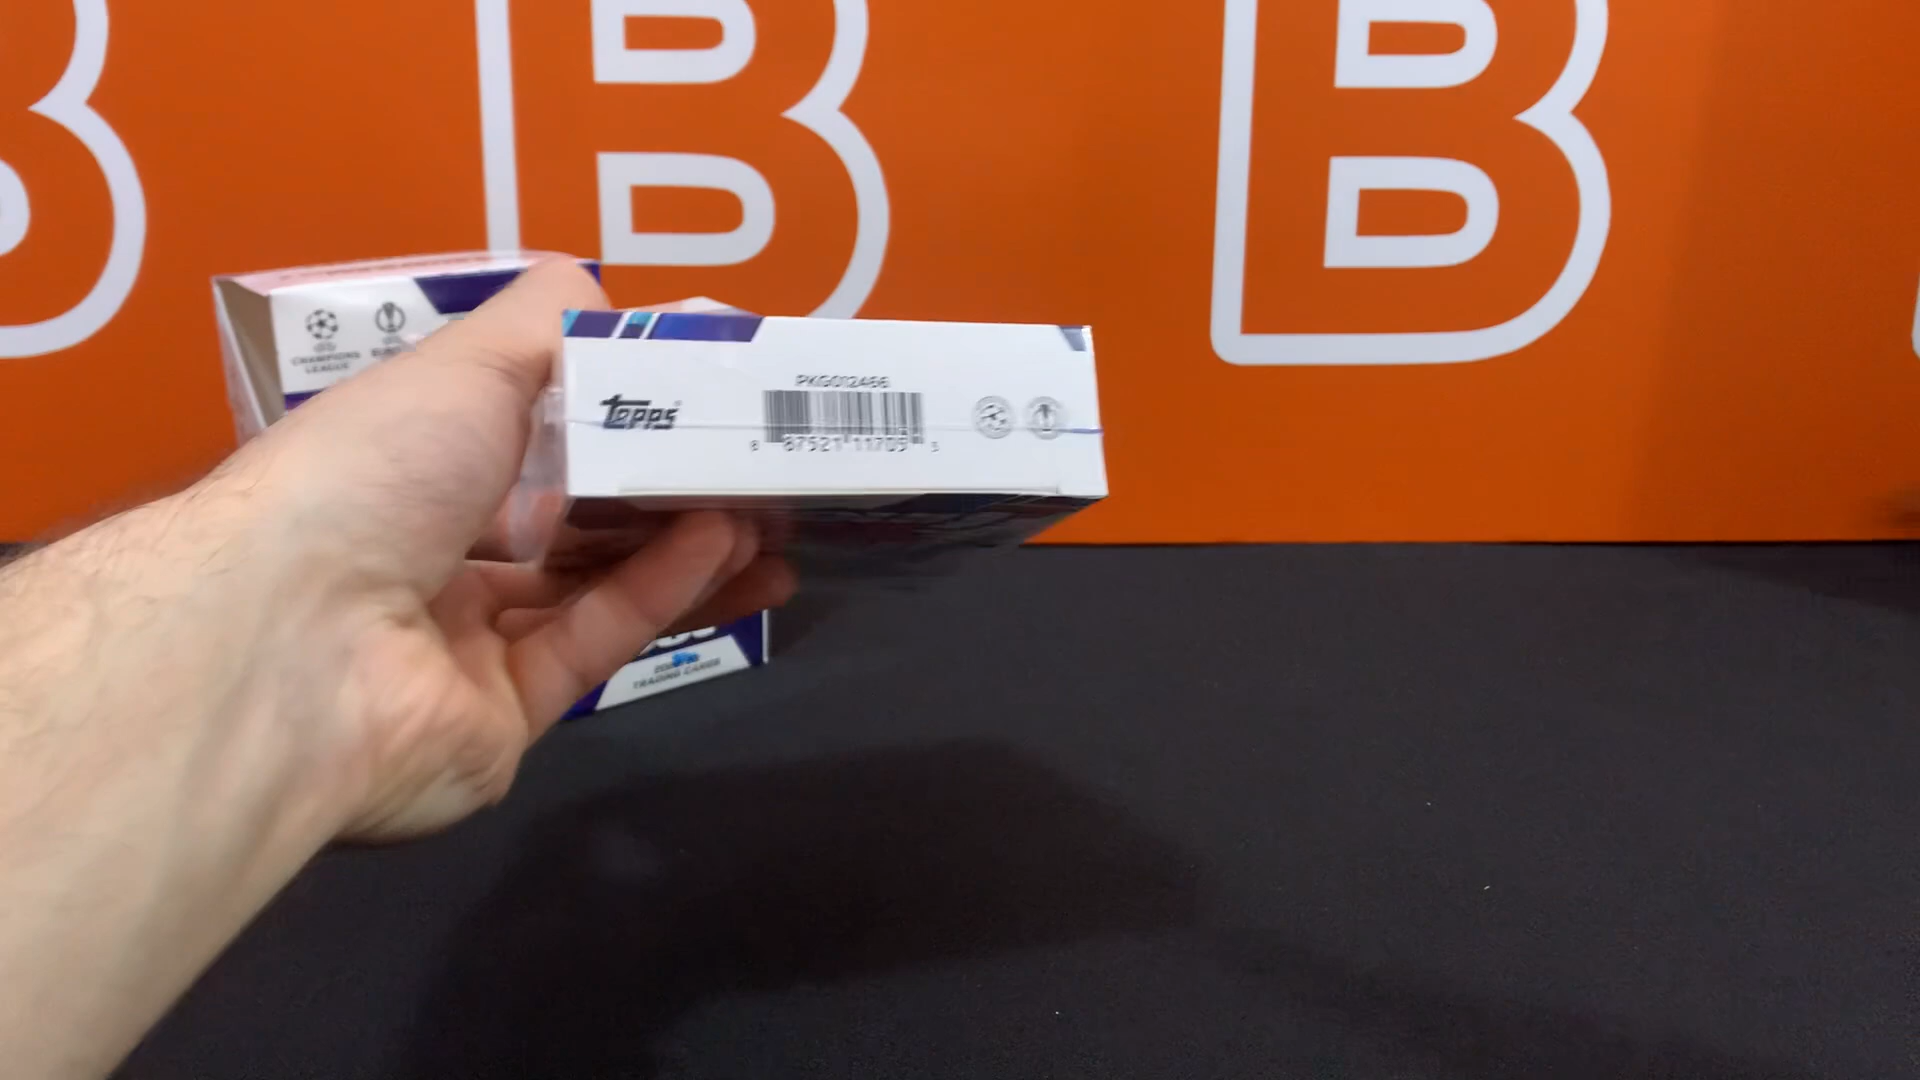 B
B
B
CHAMPIONS
LEAGUE
topps
PKG012466
8 87521 11705 3
TRADING CARDS